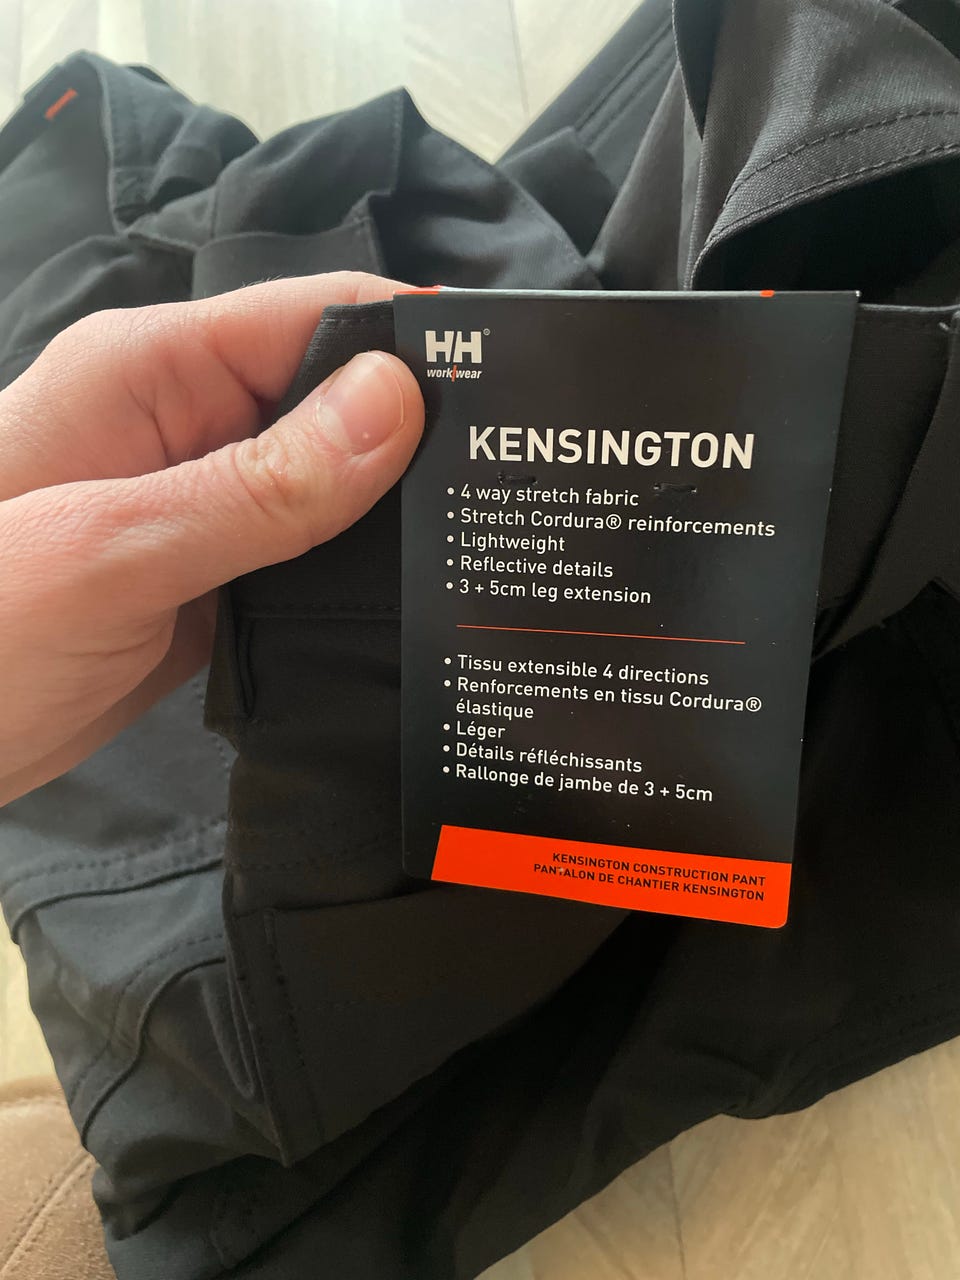 HH®
work|wear
KENSINGTON
• 4 way stretch fabric
• Stretch Cordura® reinforcements
• Lightweight
• Reflective details
• 3 + 5cm leg extension
• Tissu extensible 4 directions
• Renforcements en tissu Cordura®
élastique
• Léger
• Détails réfléchissants
• Rallonge de jambe de 3 + 5cm
KENSINGTON CONSTRUCTION PANT
PANTALON DE CHANTIER KENSINGTON